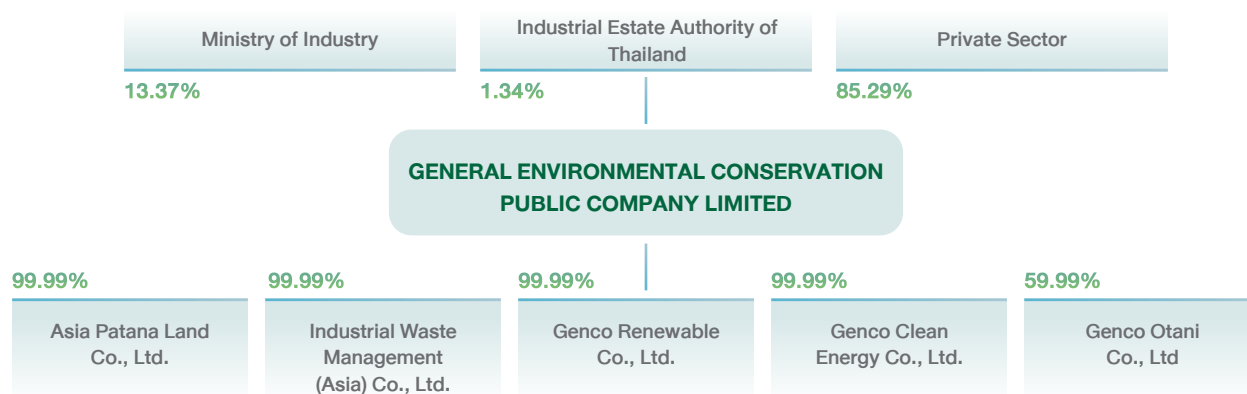 Ministry of Industry
Industrial Estate Authority of
Thailand
Private Sector
13.37%
1.34%
85.29%
GENERAL ENVIRONMENTAL CONSERVATION
PUBLIC COMPANY LIMITED
99.99%
99.99%
99.99%
99.99%
59.99%
Asia Patana Land
Co., Ltd.
Industrial Waste
Management
(Asia) Co., Ltd.
Genco Renewable
Co., Ltd.
Genco Clean
Energy Co., Ltd.
Genco Otani
Co., Ltd